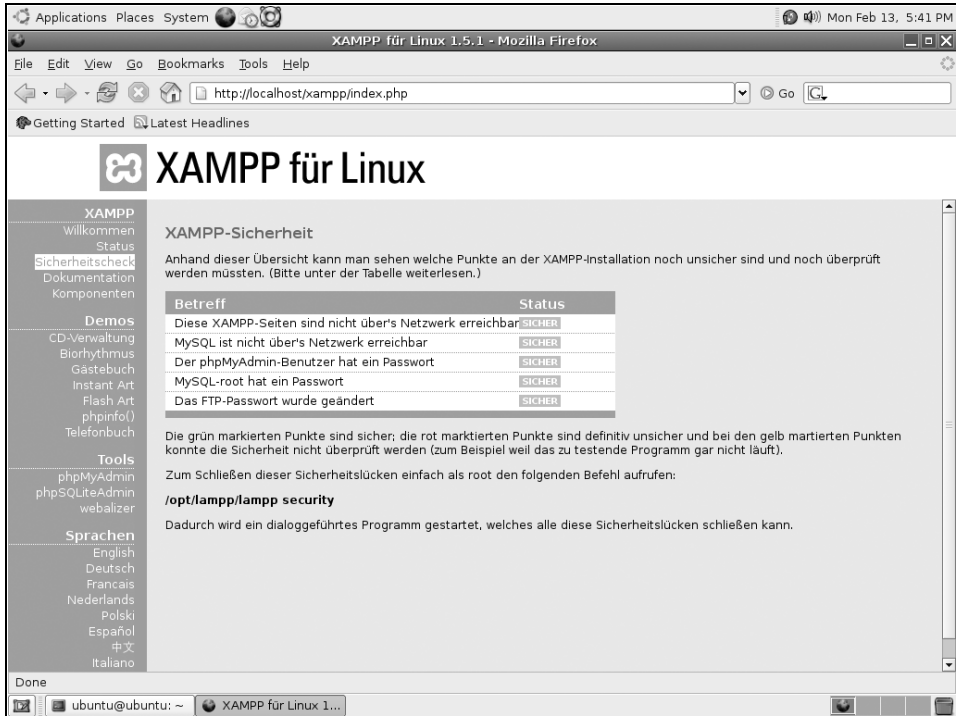 Applications Places System
Mon Feb 13, 5:41 PM
XAMPP für Linux 1.5.1 - Mozilla Firefox
File Edit View Go Bookmarks Tools Help
http://localhost/xampp/index.php
Go
G
Getting Started Latest Headlines
XAMPP für Linux
XAMPP
Willkommen
Status
Sicherheitscheck
Dokumentation
Komponenten
Demos
CD-Verwaltung
Biorhythmus
Gästebuch
Instant Art
Flash Art
phpinfo()
Telefonbuch
Tools
phpMyAdmin
phpSQLiteAdmin
webalizer
Sprachen
English
Deutsch
Francais
Nederlands
Polski
Español
中文
Italiano
XAMPP-Sicherheit
Anhand dieser Übersicht kann man sehen welche Punkte an der XAMPP-Installation noch unsicher sind und noch überprüft
werden müssten. (Bitte unter der Tabelle weiterlesen.)
Betreff Status
Diese XAMPP-Seiten sind nicht über's Netzwerk erreichbar SICHER
MySQL ist nicht über's Netzwerk erreichbar SICHER
Der phpMyAdmin-Benutzer hat ein Passwort SICHER
MySQL-root hat ein Passwort SICHER
Das FTP-Passwort wurde geändert SICHER
Die grün markierten Punkte sind sicher; die rot marktierten Punkte sind definitiv unsicher und bei den gelb martierten Punkten
konnte die Sicherheit nicht überprüft werden (zum Beispiel weil das zu testende Programm gar nicht läuft).
Zum Schließen dieser Sicherheitslücken einfach als root den folgenden Befehl aufrufen:
/opt/lampp/lampp security
Dadurch wird ein dialoggeführtes Programm gestartet, welches alle diese Sicherheitslücken schließen kann.
Done
ubuntu@ubuntu: ~ XAMPP für Linux 1...